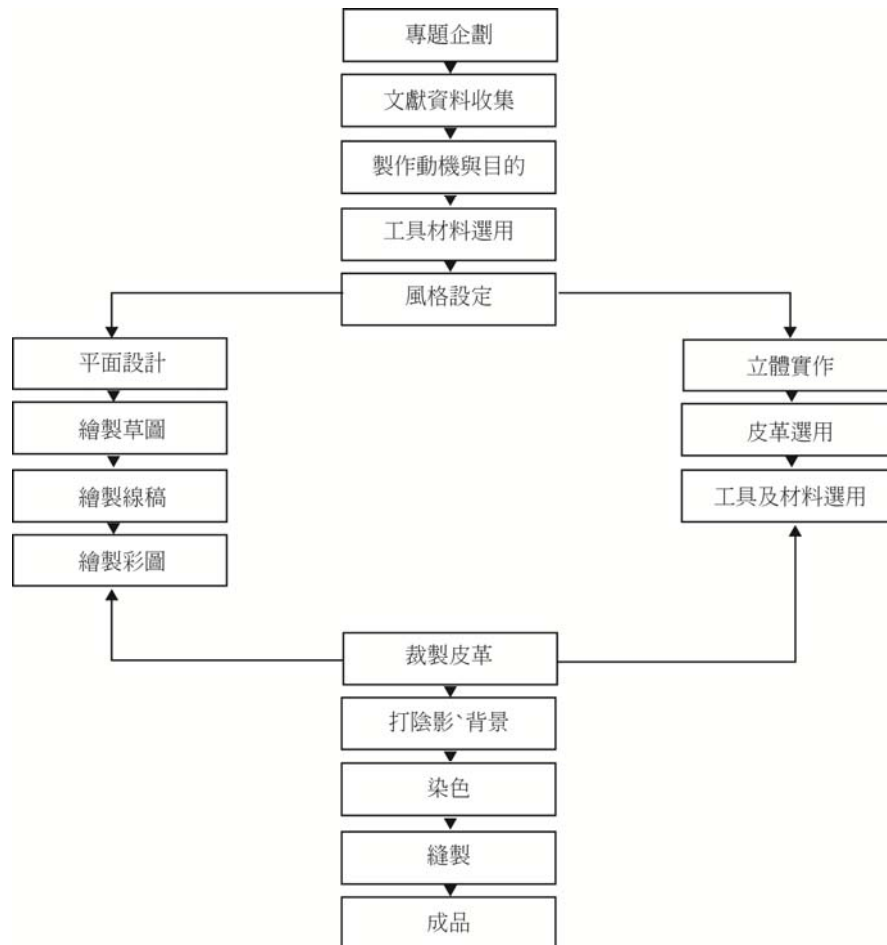 專題企劃
文獻資料收集
製作動機與目的
工具材料選用
風格設定
平面設計
繪製草圖
繪製線稿
繪製彩圖
立體實作
皮革選用
工具及材料選用
裁製皮革
打陰影、背景
染色
縫製
成品